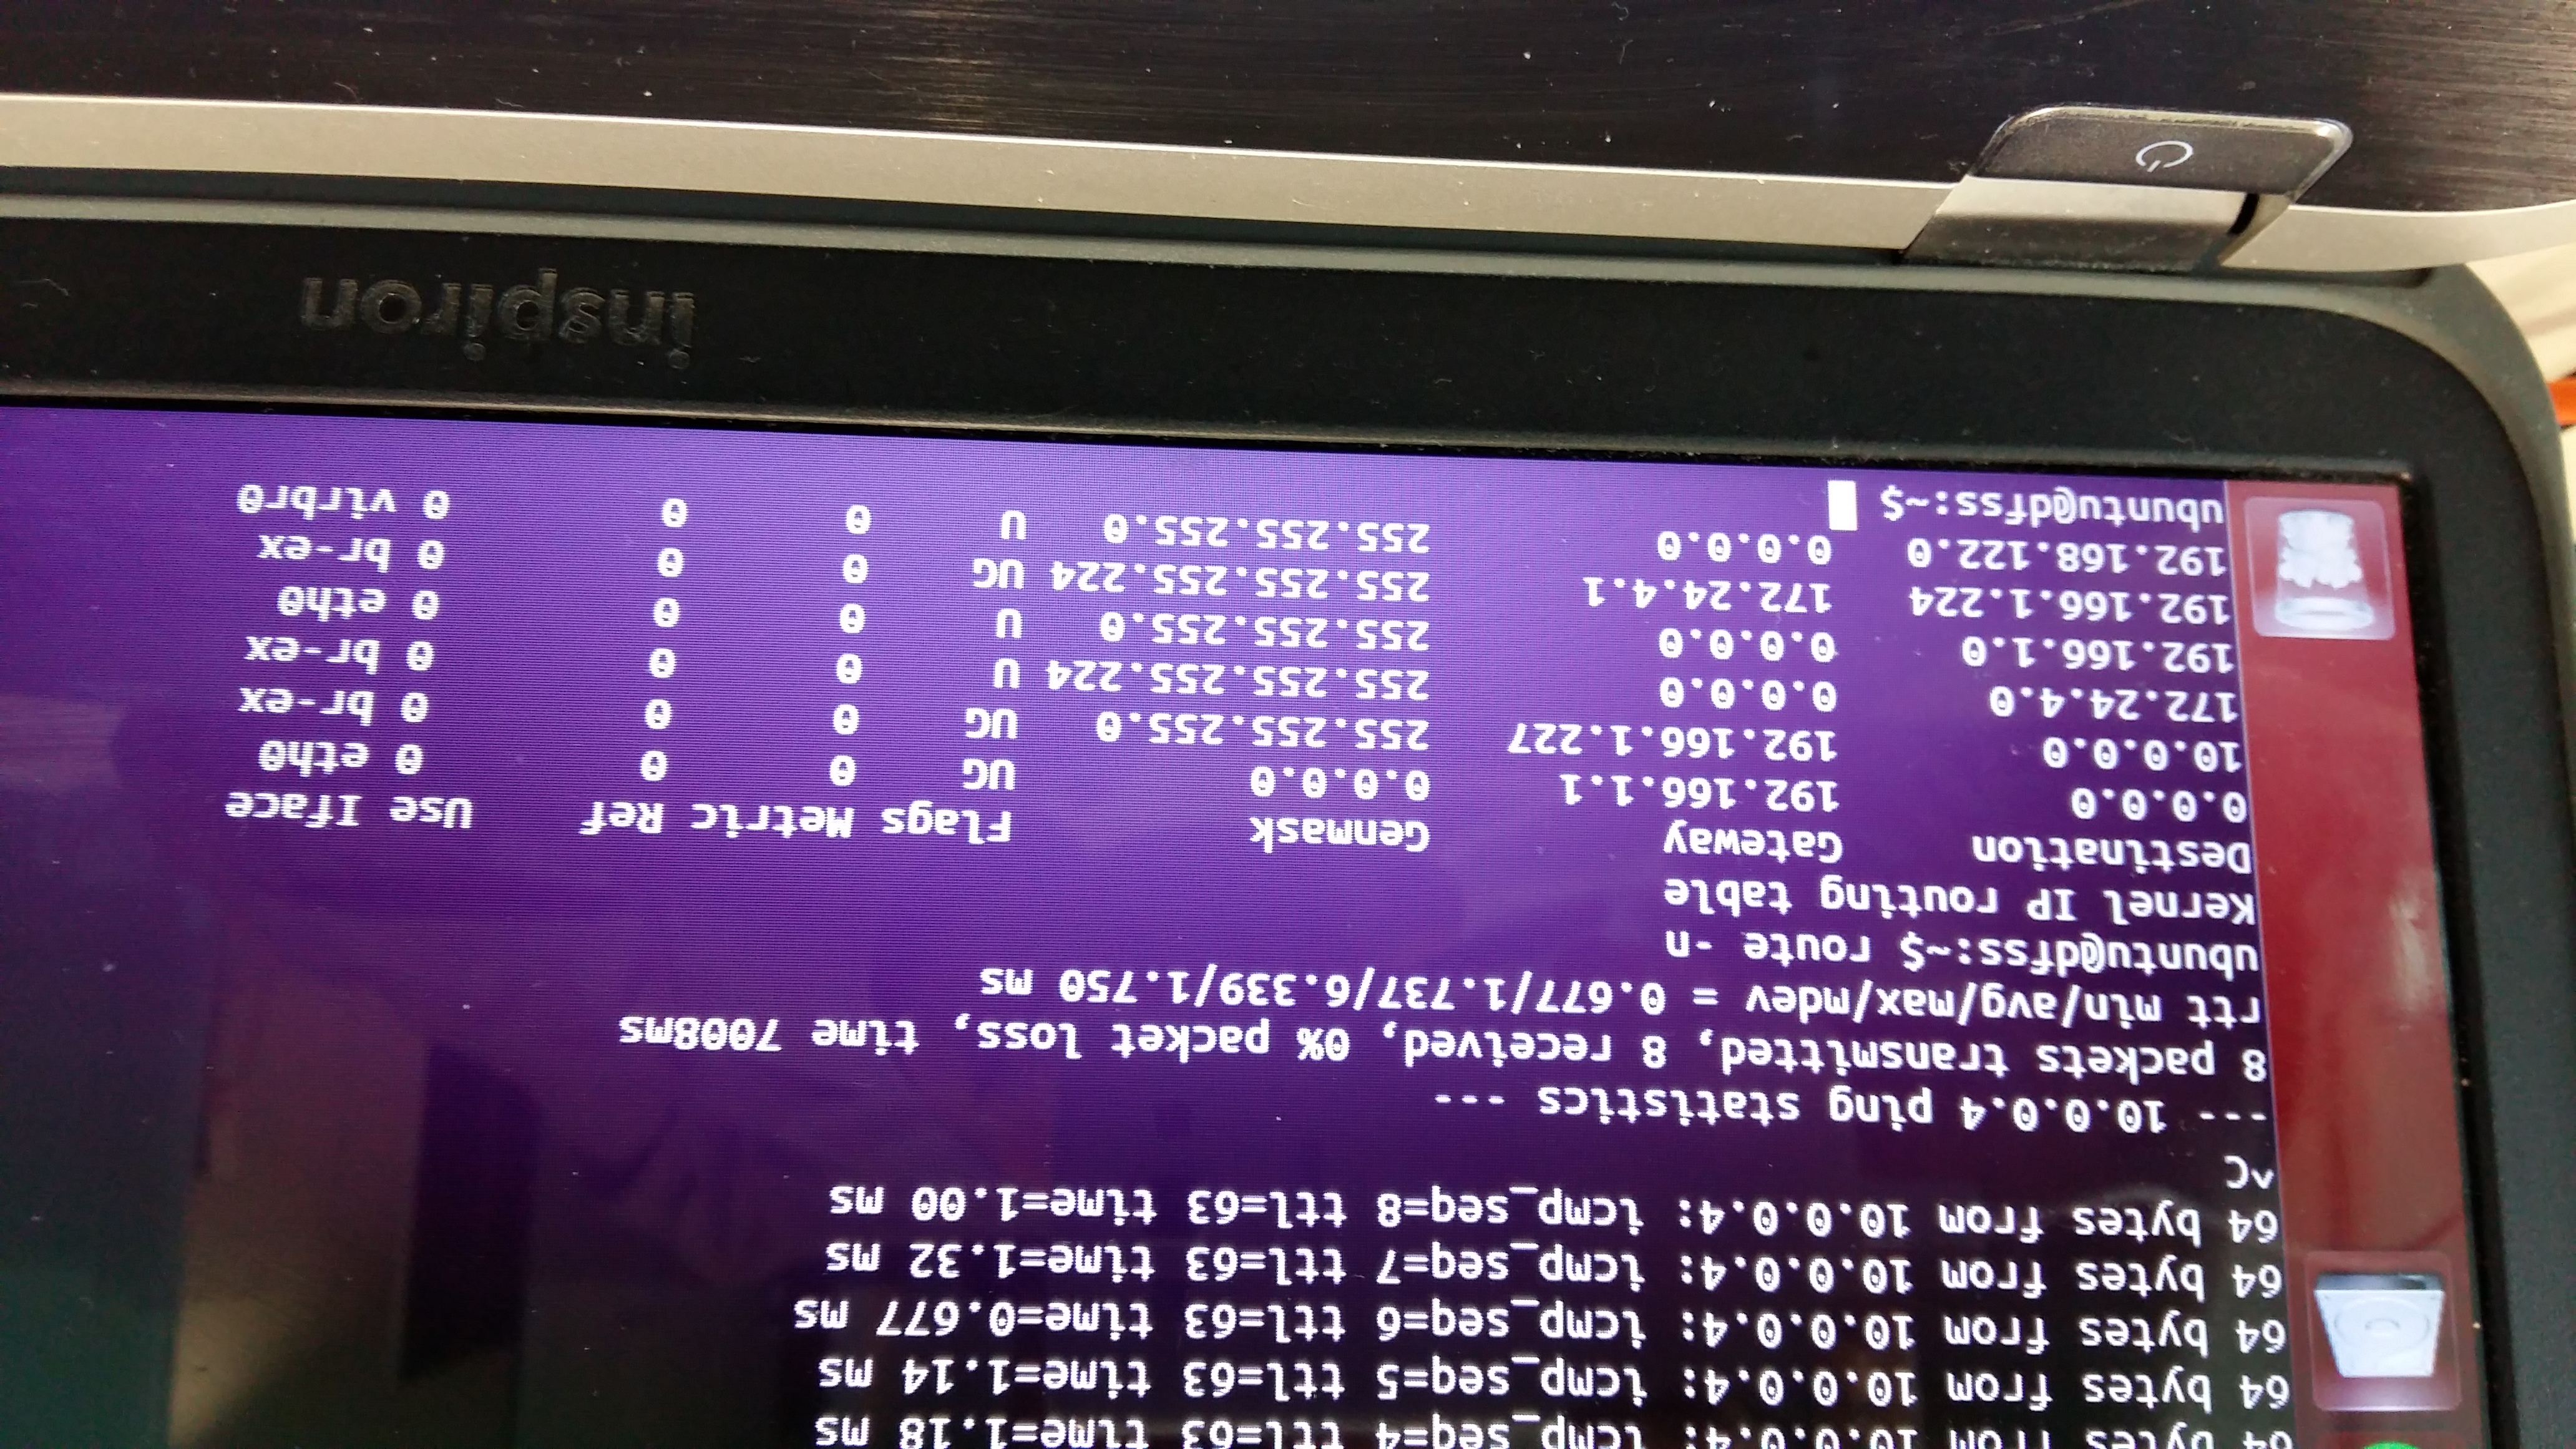 64 bytes from 10.0.0.4: icmp_seq=4 ttl=63 time=1.18 ms
64 bytes from 10.0.0.4: icmp_seq=5 ttl=63 time=1.14 ms
64 bytes from 10.0.0.4: icmp_seq=6 ttl=63 time=0.677 ms
64 bytes from 10.0.0.4: icmp_seq=7 ttl=63 time=1.32 ms
64 bytes from 10.0.0.4: icmp_seq=8 ttl=63 time=1.00 ms
^C
--- 10.0.0.4 ping statistics ---
8 packets transmitted, 8 received, 0% packet loss, time 7008ms
rtt min/avg/max/mdev = 0.677/1.737/6.339/1.750 ms
ubuntu@dfss:~$ route -n
Kernel IP routing table
Destination Gateway Genmask Flags Metric Ref Use Iface
0.0.0.0 192.166.1.1 0.0.0.0 UG 0 0 0 eth0
10.0.0.0 192.166.1.227 255.255.255.0 UG 0 0 0 br-ex
172.24.4.0 0.0.0.0 255.255.255.224 U 0 0 0 br-ex
192.166.1.0 0.0.0.0 255.255.255.0 U 0 0 0 eth0
192.166.1.224 172.24.4.1 255.255.255.224 UG 0 0 0 br-ex
192.168.122.0 0.0.0.0 255.255.255.0 U 0 0 0 virbr0
ubuntu@dfss:~$
inspiron